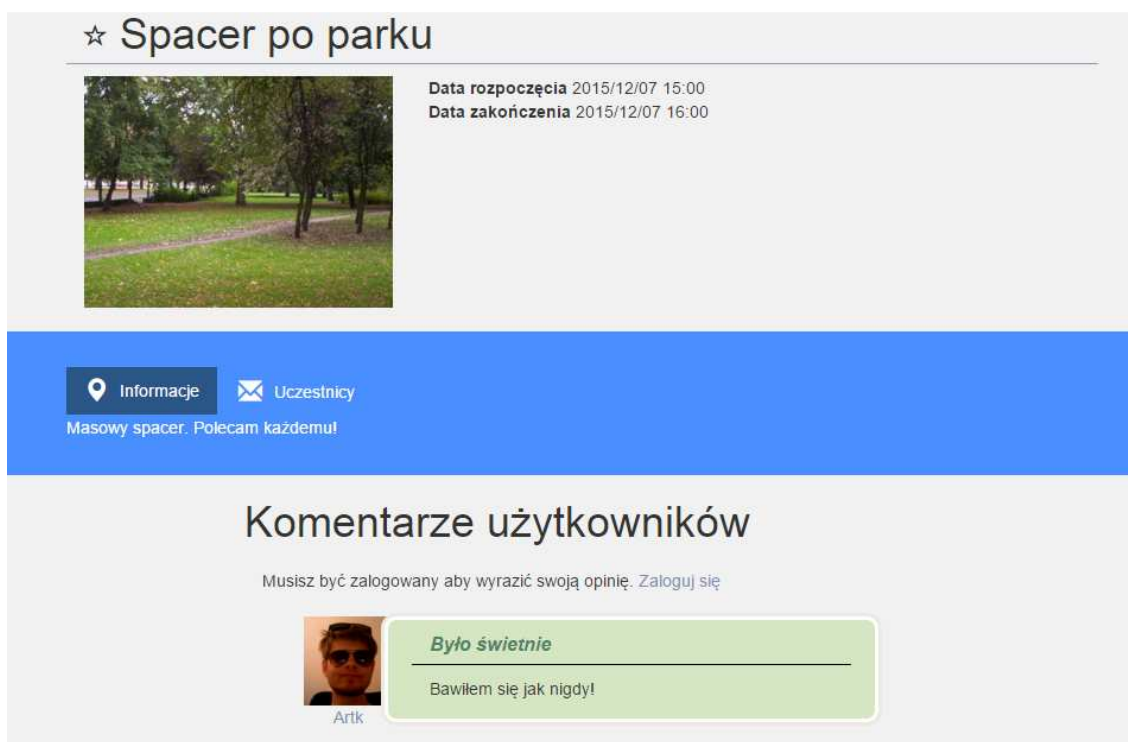 Spacer po parku
Data rozpoczęcia 2015/12/07 15:00
Data zakończenia 2015/12/07 16:00
Informacje
Uczestnicy
Masowy spacer. Polecam każdemu!
Komentarze użytkowników
Musisz być zalogowany aby wyrazić swoją opinię. Zaloguj się
Było świetnie
Bawiłem się jak nigdy!
Artk